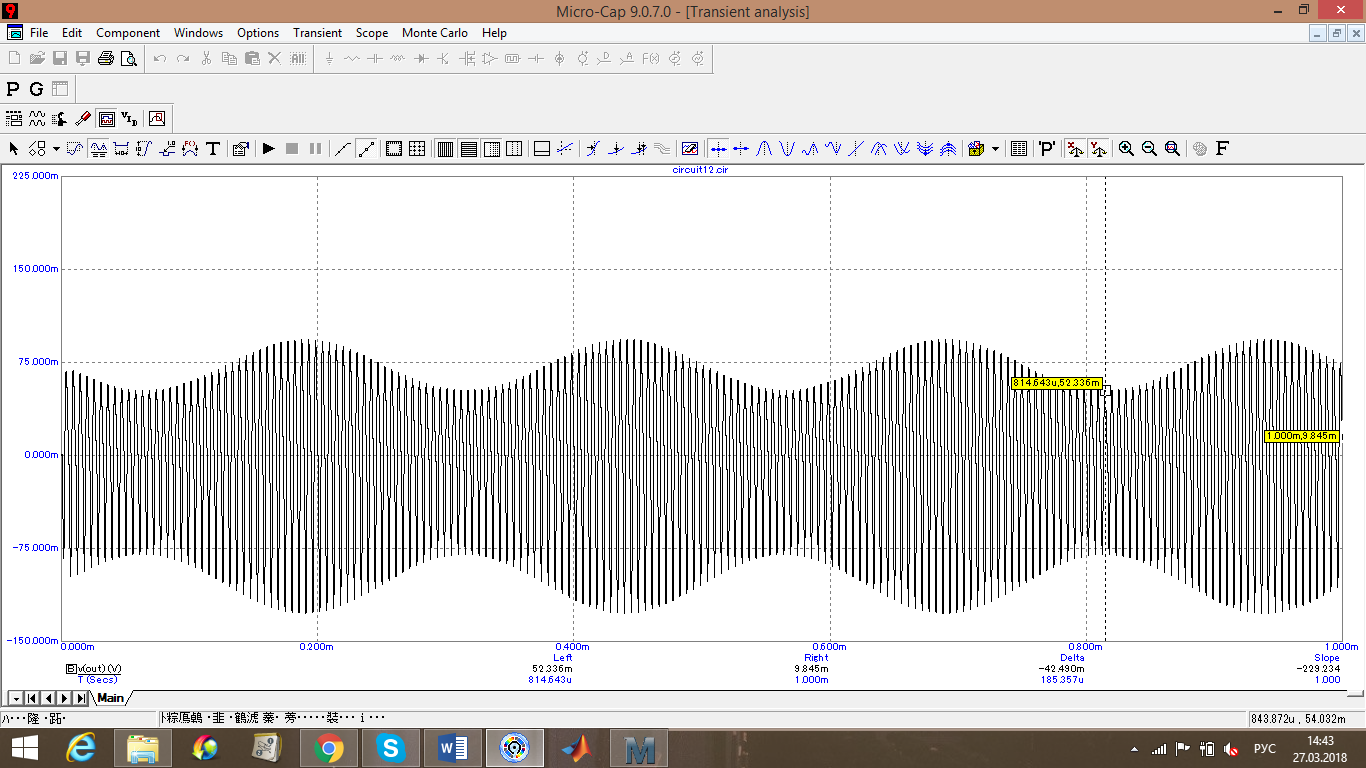 Micro-Cap 9.0.7.0 - [Transient analysis]
File Edit Component Windows Options Transient Scope Monte Carlo Help
P G
circuit12.cir
225.000m
150.000m
75.000m
814.643u,52.336m
1.000m,9.845m
0.000m
-75.000m
-150.000m
0.000m 0.200m 0.400m 0.600m 0.800m 1.000m
Left Right Delta Slope
v(out) (V) 52.336m 9.845m -42.490m -229.234
T (Secs) 814.643u 1.000m 185.357u 1.000
Main
843.872u , 54.032m
РУС
14:43
27.03.2018